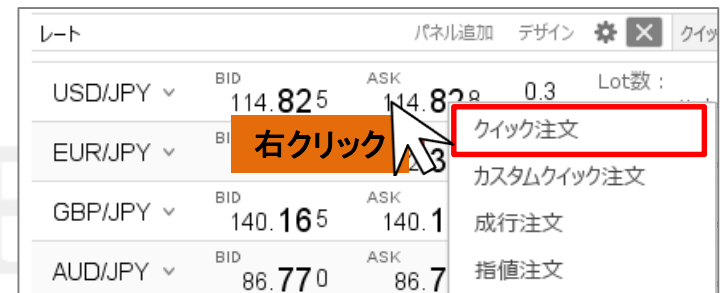 レート パネル追加 デザイン クイッ
USD/JPY BID 114.825 ASK 114.828 0.3 Lot数：
EUR/JPY 右クリック
GBP/JPY BID 140.165 ASK 140.1
AUD/JPY BID 86.770 ASK 86.7
クイック注文
カスタムクイック注文
成行注文
指値注文